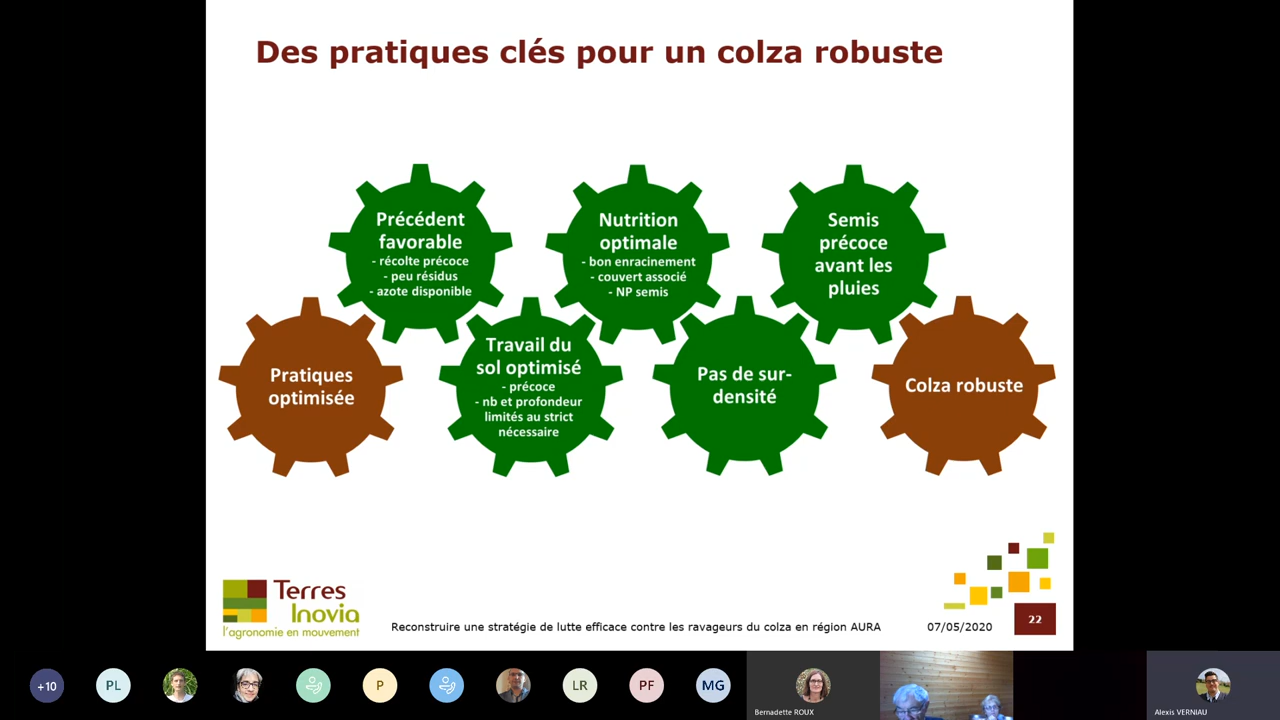 Des pratiques clés pour un colza robuste
Précédent
favorable
- récolte précoce
- peu résidus
- azote disponible
Nutrition
optimale
- bon enracinement
- couvert associé
- NP semis
Semis
précoce
avant les
pluies
Pratiques
optimisée
Travail du
sol optimisé
- précoce
- nb et profondeur
limités au strict
nécessaire
Pas de sur-
densité
Colza robuste
Terres
Inovia
l'agronomie en mouvement
Reconstruire une stratégie de lutte efficace contre les ravageurs du colza en région AURA
07/05/2020
22
+10
PL
P
LR
PF
MG
Bernadette ROUX
Alexis VERNIAU